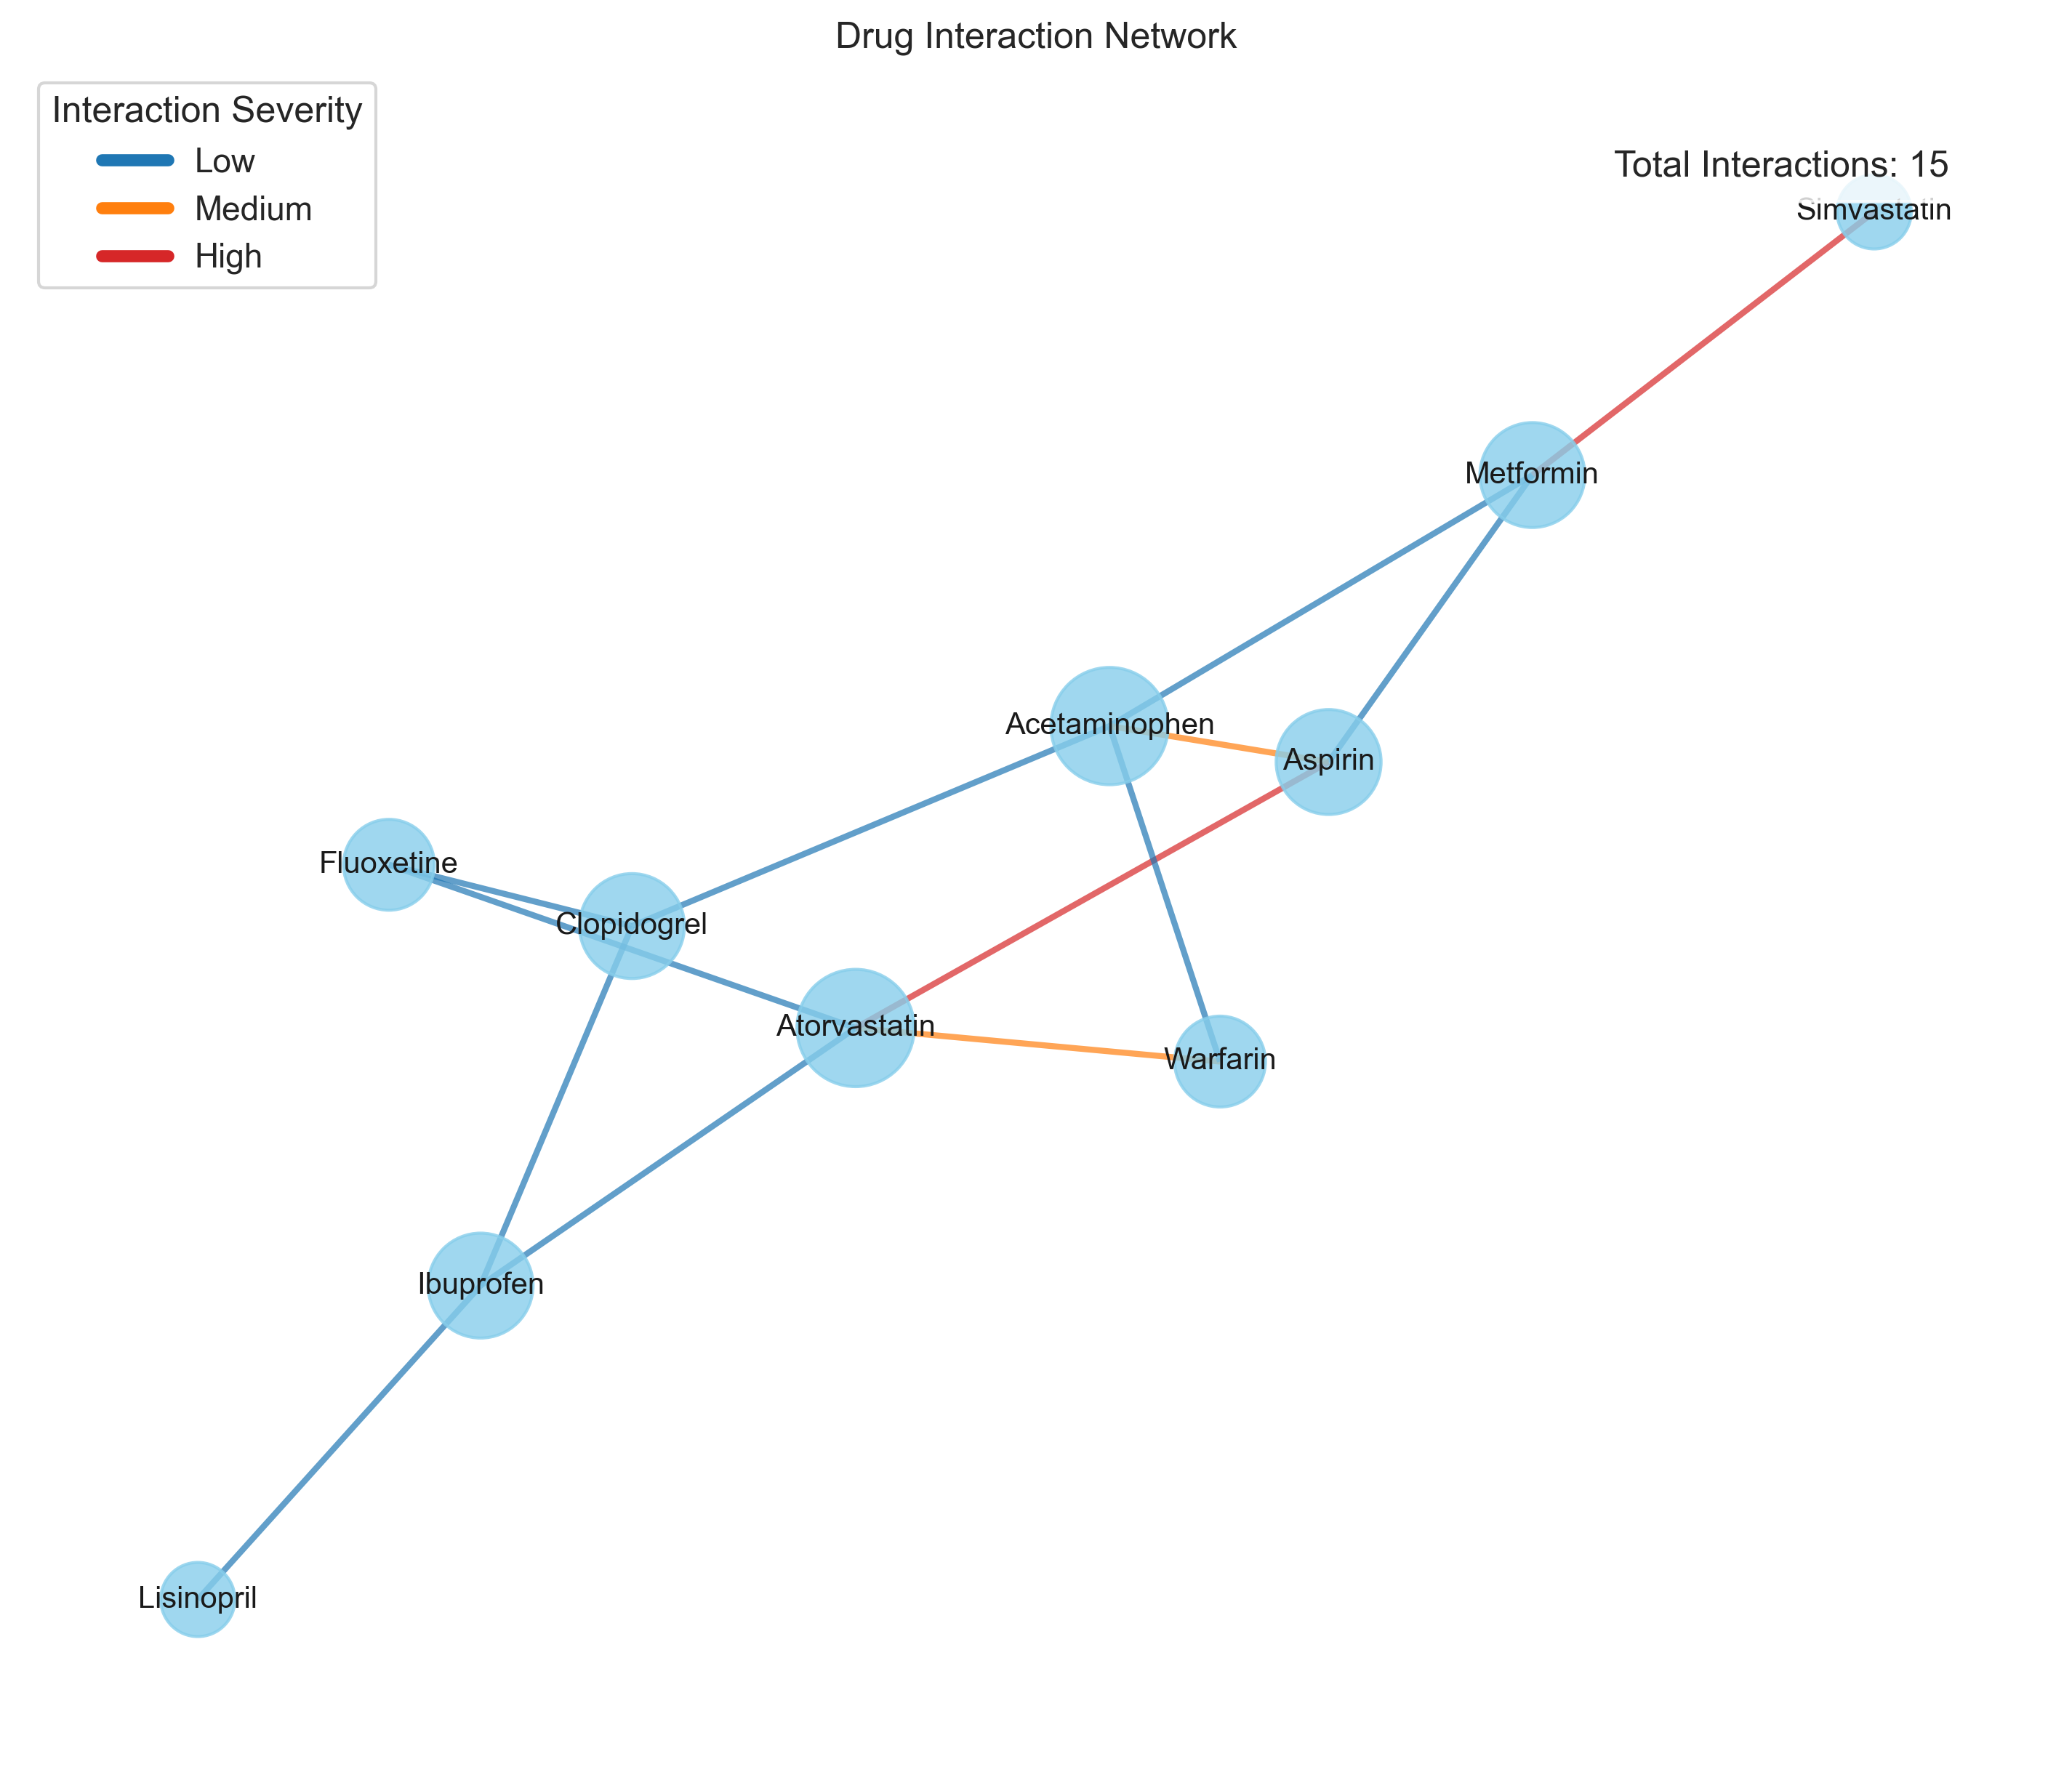 Drug Interaction Network
Interaction Severity
Low
Medium
High
Total Interactions: 15
Simvastatin
Metformin
Acetaminophen
Aspirin
Fluoxetine
Clopidogrel
Atorvastatin
Warfarin
Ibuprofen
Lisinopril